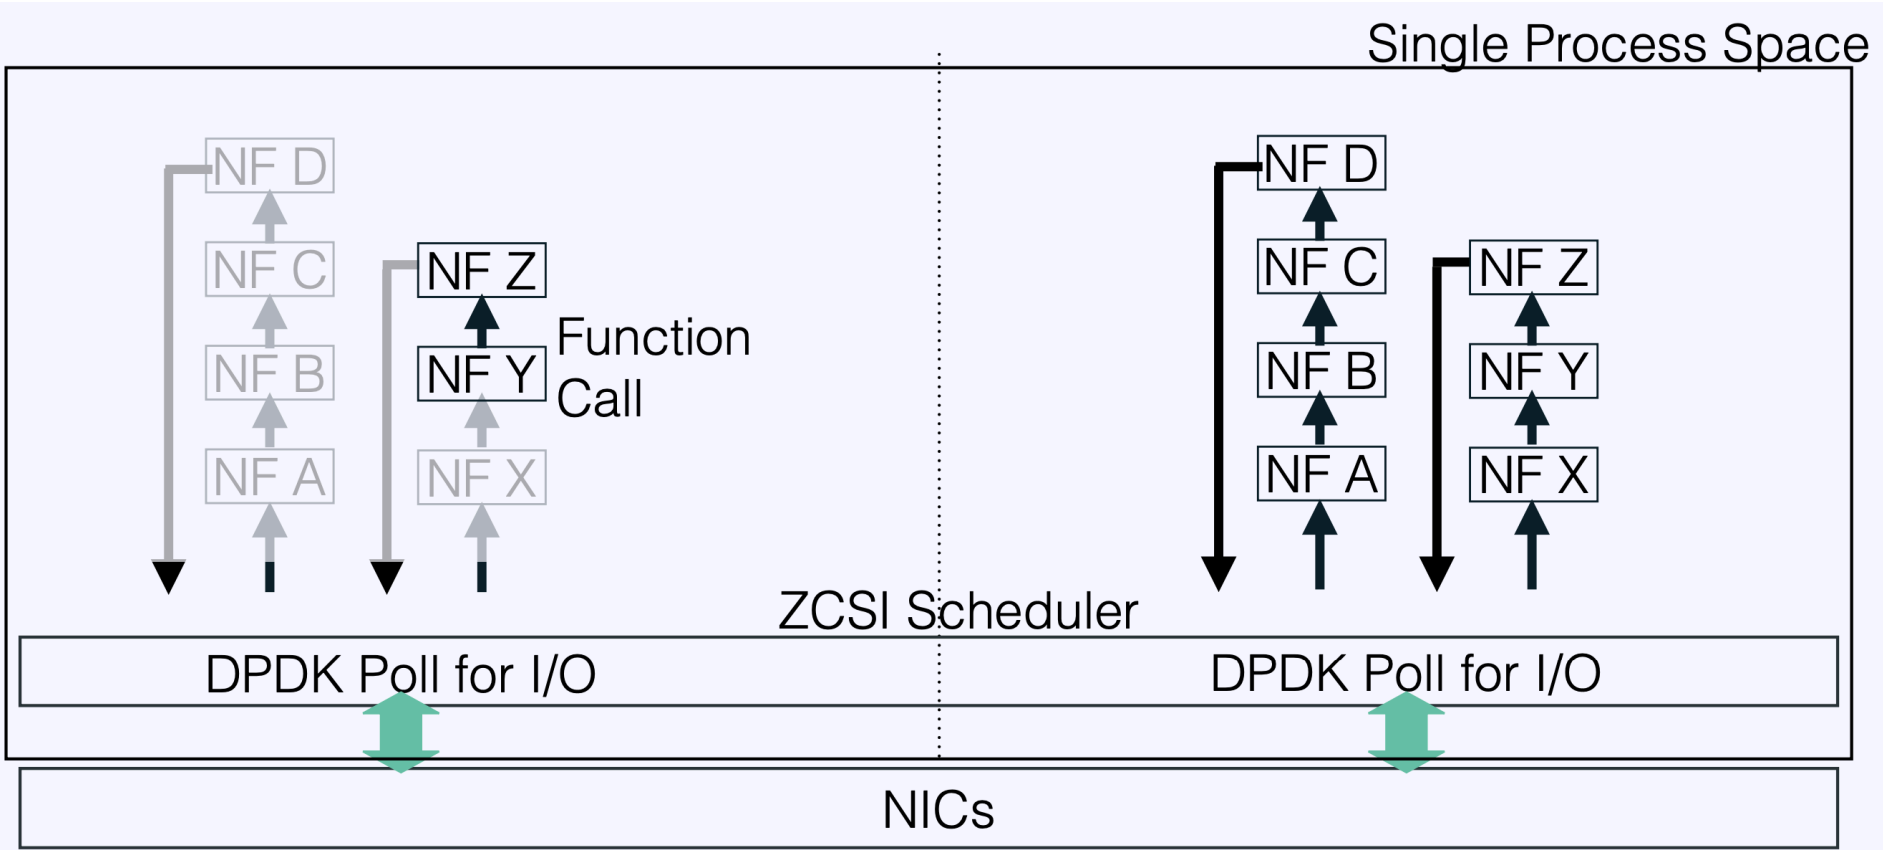 Single Process Space
NF D
NF C
NF B
NF A
NF Z
NF Y
NF X
Function
Call
NF D
NF C
NF B
NF A
NF Z
NF Y
NF X
ZCSI Scheduler
DPDK Poll for I/O
DPDK Poll for I/O
NICs